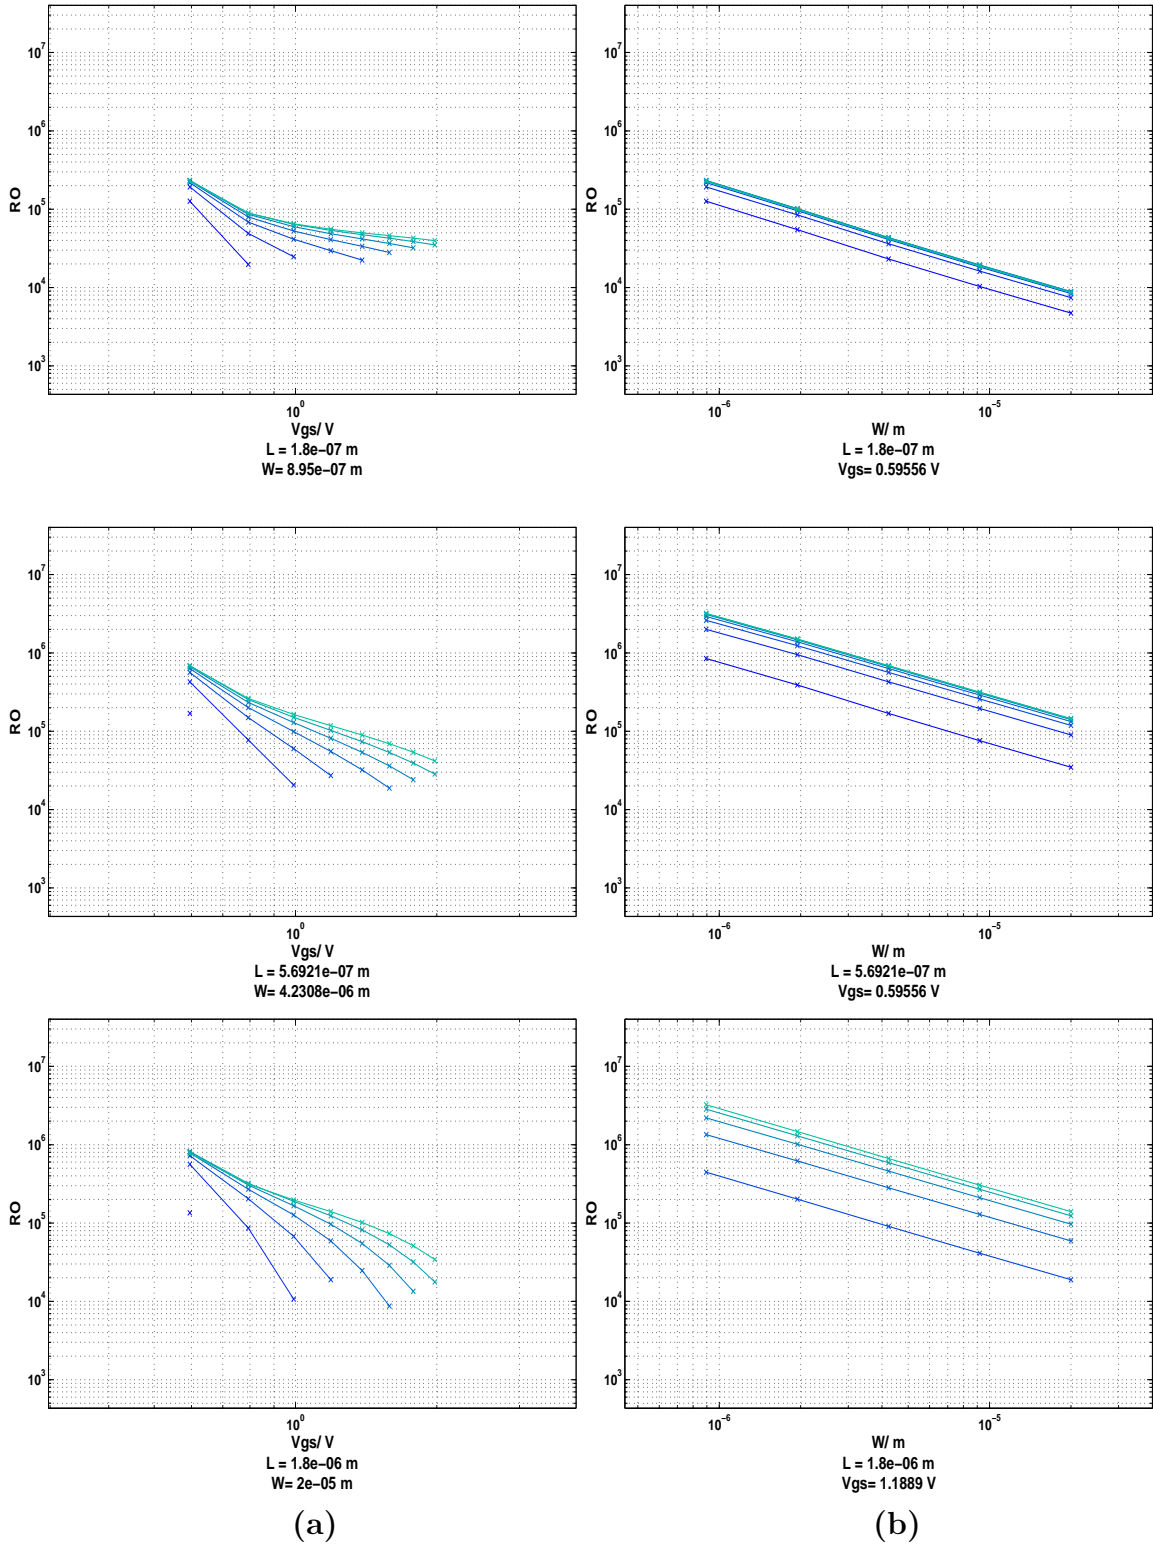 10^7
10^6
10^5
10^4
10^3
RO
10^0
Vgs/ V
L = 1.8e−07 m
W= 8.95e−07 m
10^7
10^6
10^5
10^4
10^3
RO
10^−6
10^−5
W/ m
L = 1.8e−07 m
Vgs= 0.59556 V
10^7
10^6
10^5
10^4
10^3
RO
10^0
Vgs/ V
L = 5.6921e−07 m
W= 4.2308e−06 m
10^7
10^6
10^5
10^4
10^3
RO
10^−6
10^−5
W/ m
L = 5.6921e−07 m
Vgs= 0.59556 V
10^7
10^6
10^5
10^4
10^3
RO
10^0
Vgs/ V
L = 1.8e−06 m
W= 2e−05 m
10^7
10^6
10^5
10^4
10^3
RO
10^−6
10^−5
W/ m
L = 1.8e−06 m
Vgs= 1.1889 V
(a)
(b)